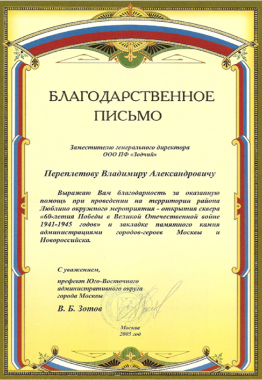 БЛАГОДАРСТВЕННОЕ
ПИСЬМО
Заместителю генерального директора
ООО ПФ «Зодчий»
Переплетову Владимиру Александровичу
Выражаю Вам благодарность за оказанную
помощь при проведении на территории района
Люблино окружного мероприятия - открытия сквера
«60-летия Победы в Великой Отечественной войне
1941-1945 годов» и закладке памятного камня
администрациями городов-героев Москвы и
Новороссийска.
С уважением,
префект Юго-Восточного
административного округа
города Москвы
В. Б. Зотов
Москва
2005 год